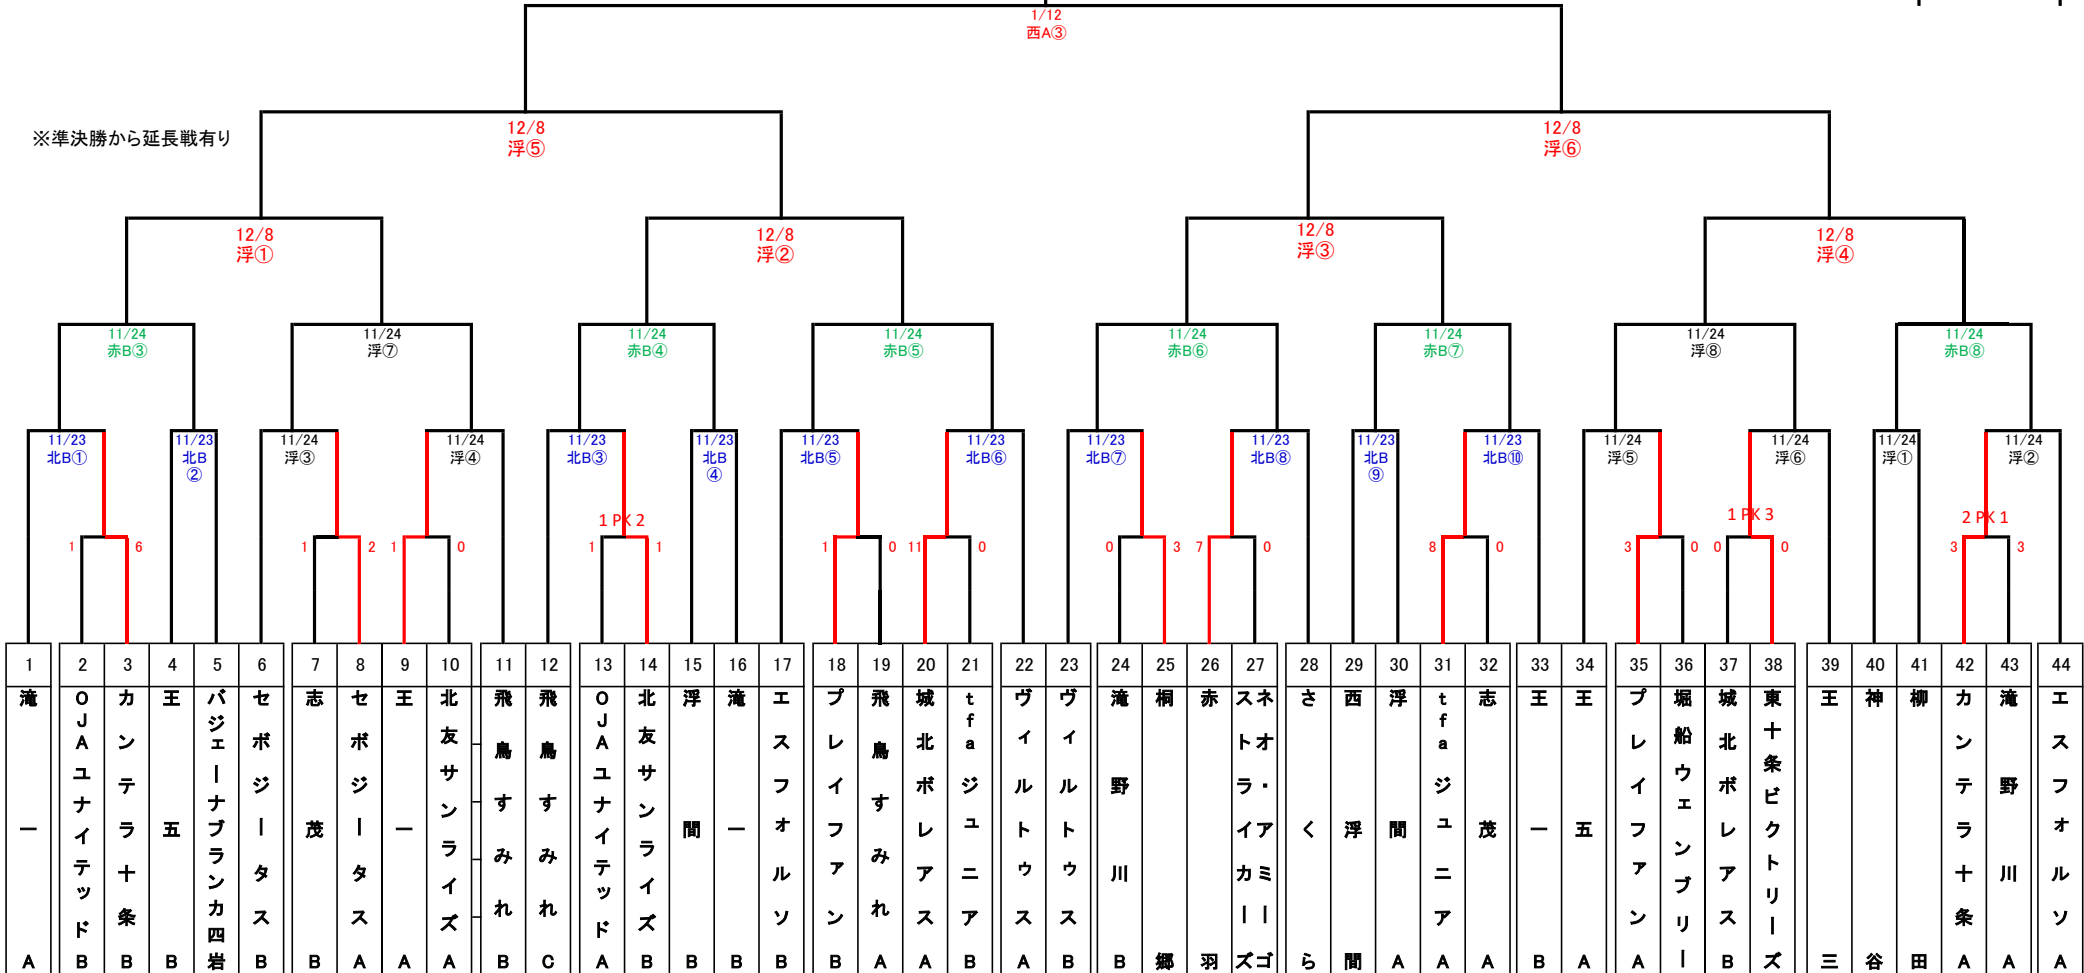 1/12
西A③
※準決勝から延長戦有り
12/8
浮⑤
12/8
浮⑥
12/8
浮①
12/8
浮②
12/8
浮③
12/8
浮④
11/24
赤B③
11/24
浮⑦
11/24
赤B④
11/24
赤B⑤
11/24
赤B⑥
11/24
赤B⑦
11/24
浮⑧
11/24
赤B⑧
11/23
北B①
11/23
北B
②
11/24
浮③
11/24
浮④
11/23
北B③
11/23
北B
④
11/23
北B⑤
11/23
北B⑥
11/23
北B⑦
11/23
北B⑧
11/23
北B
⑨
11/23
北B⑩
11/24
浮⑤
11/24
浮⑥
11/24
浮①
11/24
浮②
1 PK 2
1 PK 3
2 PK 1
1 6
1 2
1 0
1 1
1 0
11 0
0 3
7 0
8 0
3 0
0 0
3 3
1 滝一A
2 OJAユナイテッドB
3 カンテラ十条B
4 王五B
5 バジェーナブランカ四岩
6 セボジータスB
7 志茂B
8 セボジータスA
9 王一A
10 北友サンライズA
11 飛鳥すみれB
12 飛鳥すみれC
13 OJAユナイテッドA
14 北友サンライズB
15 浮間B
16 滝一B
17 エスフォルソB
18 プレイファンB
19 飛鳥すみれA
20 城北ボレアスA
21 tfaジュニアB
22 ヴィルトゥスA
23 ヴィルトゥスB
24 滝野川B
25 桐郷
26 赤羽
27 ネオ・アミーゴ
ストライカーズ
28 さくら
29 西浮間
30 浮間A
31 tfaジュニアA
32 志茂A
33 王一B
34 王五A
35 プレイファンA
36 堀船ウェンブリー
37 城北ボレアスB
38 東十条ビクトリーズ
39 王三
40 神谷
41 柳田
42 カンテラ十条A
43 滝野川A
44 エスフォルソA